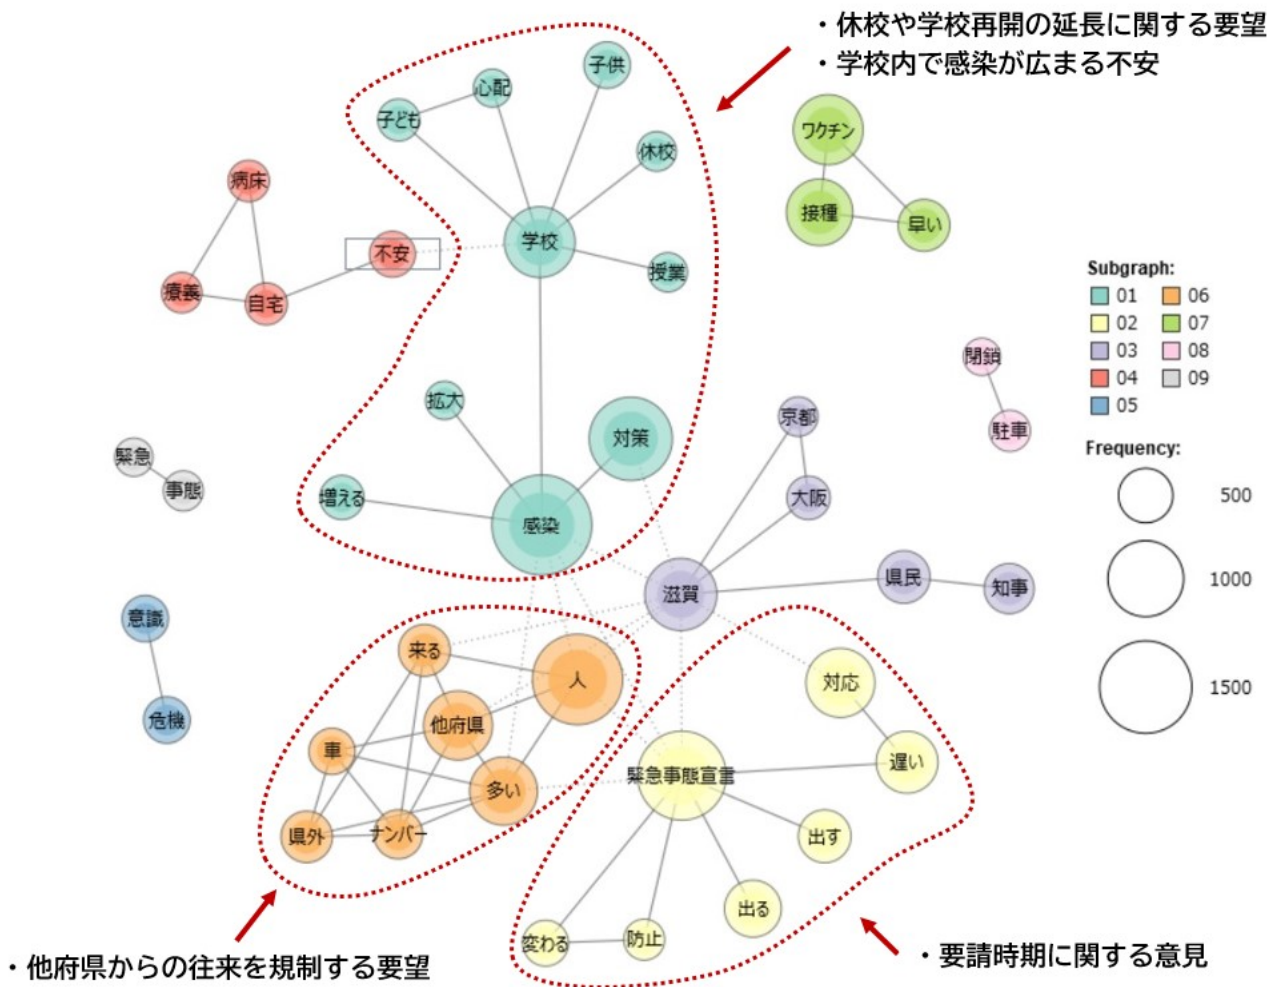 ・休校や学校再開の延長に関する要望
・学校内で感染が広まる不安
子供
心配
子ども
休校
学校
授業
病床
不安
療養
自宅
ワクチン
接種
早い
Subgraph:
01 06
02 07
03 08
04 09
05
閉鎖
駐車
拡大
対策
増える
感染
京都
大阪
緊急
事態
滋賀
県民
知事
Frequency:
500
1000
1500
意識
危機
来る
人
他府県
車
多い
県外
ナンバー
対応
緊急事態宣言
遅い
出す
出る
変わる
防止
・他府県からの往来を規制する要望
・要請時期に関する意見